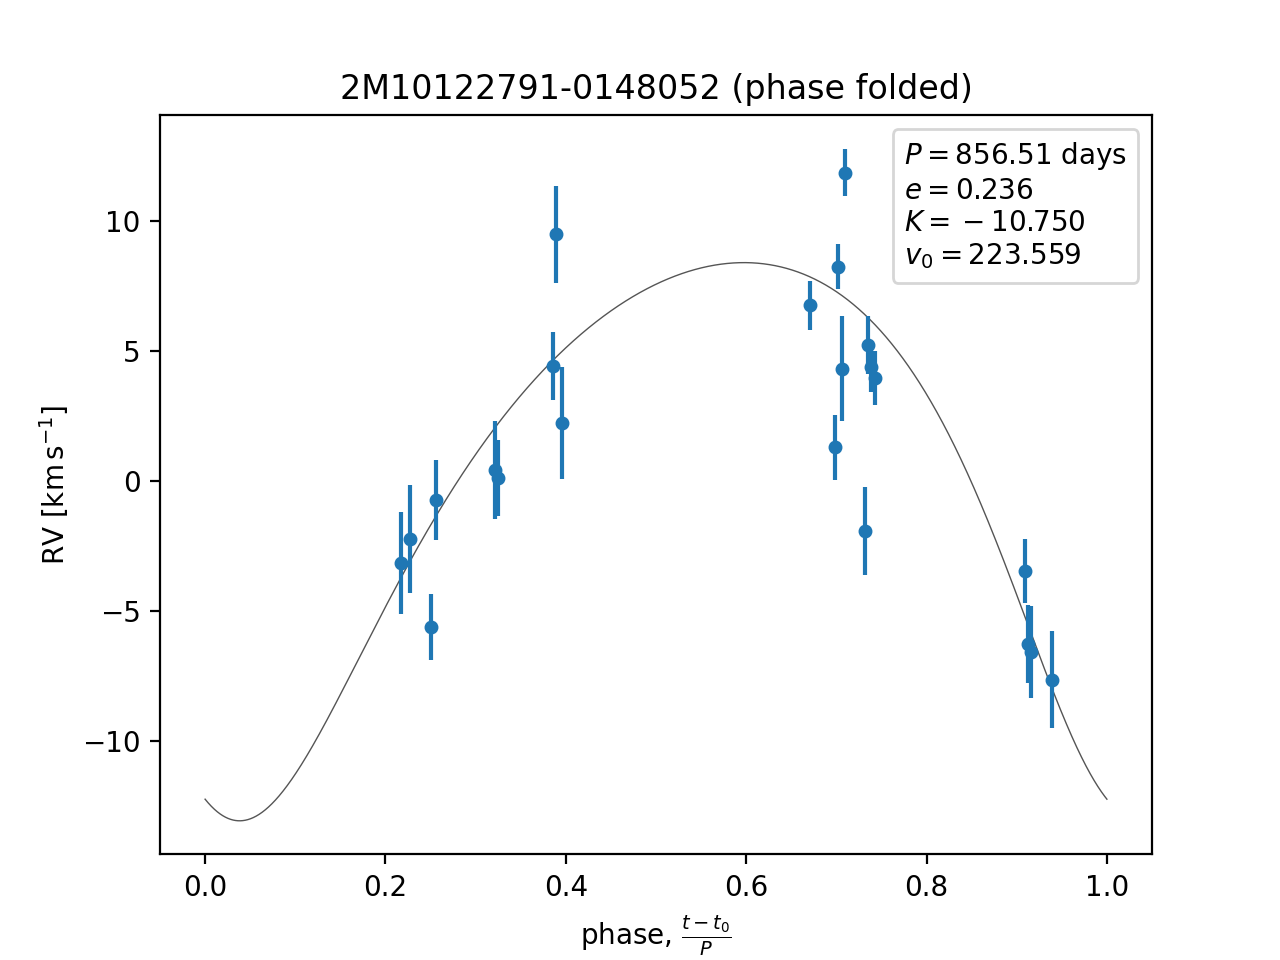 2M10122791-0148052 (phase folded)
P = 856.51 days
e = 0.236
K = −10.750
v₀ = 223.559
10
5
0
−5
−10
RV [km s⁻¹]
0.0 0.2 0.4 0.6 0.8 1.0
phase, (t − t₀)/P